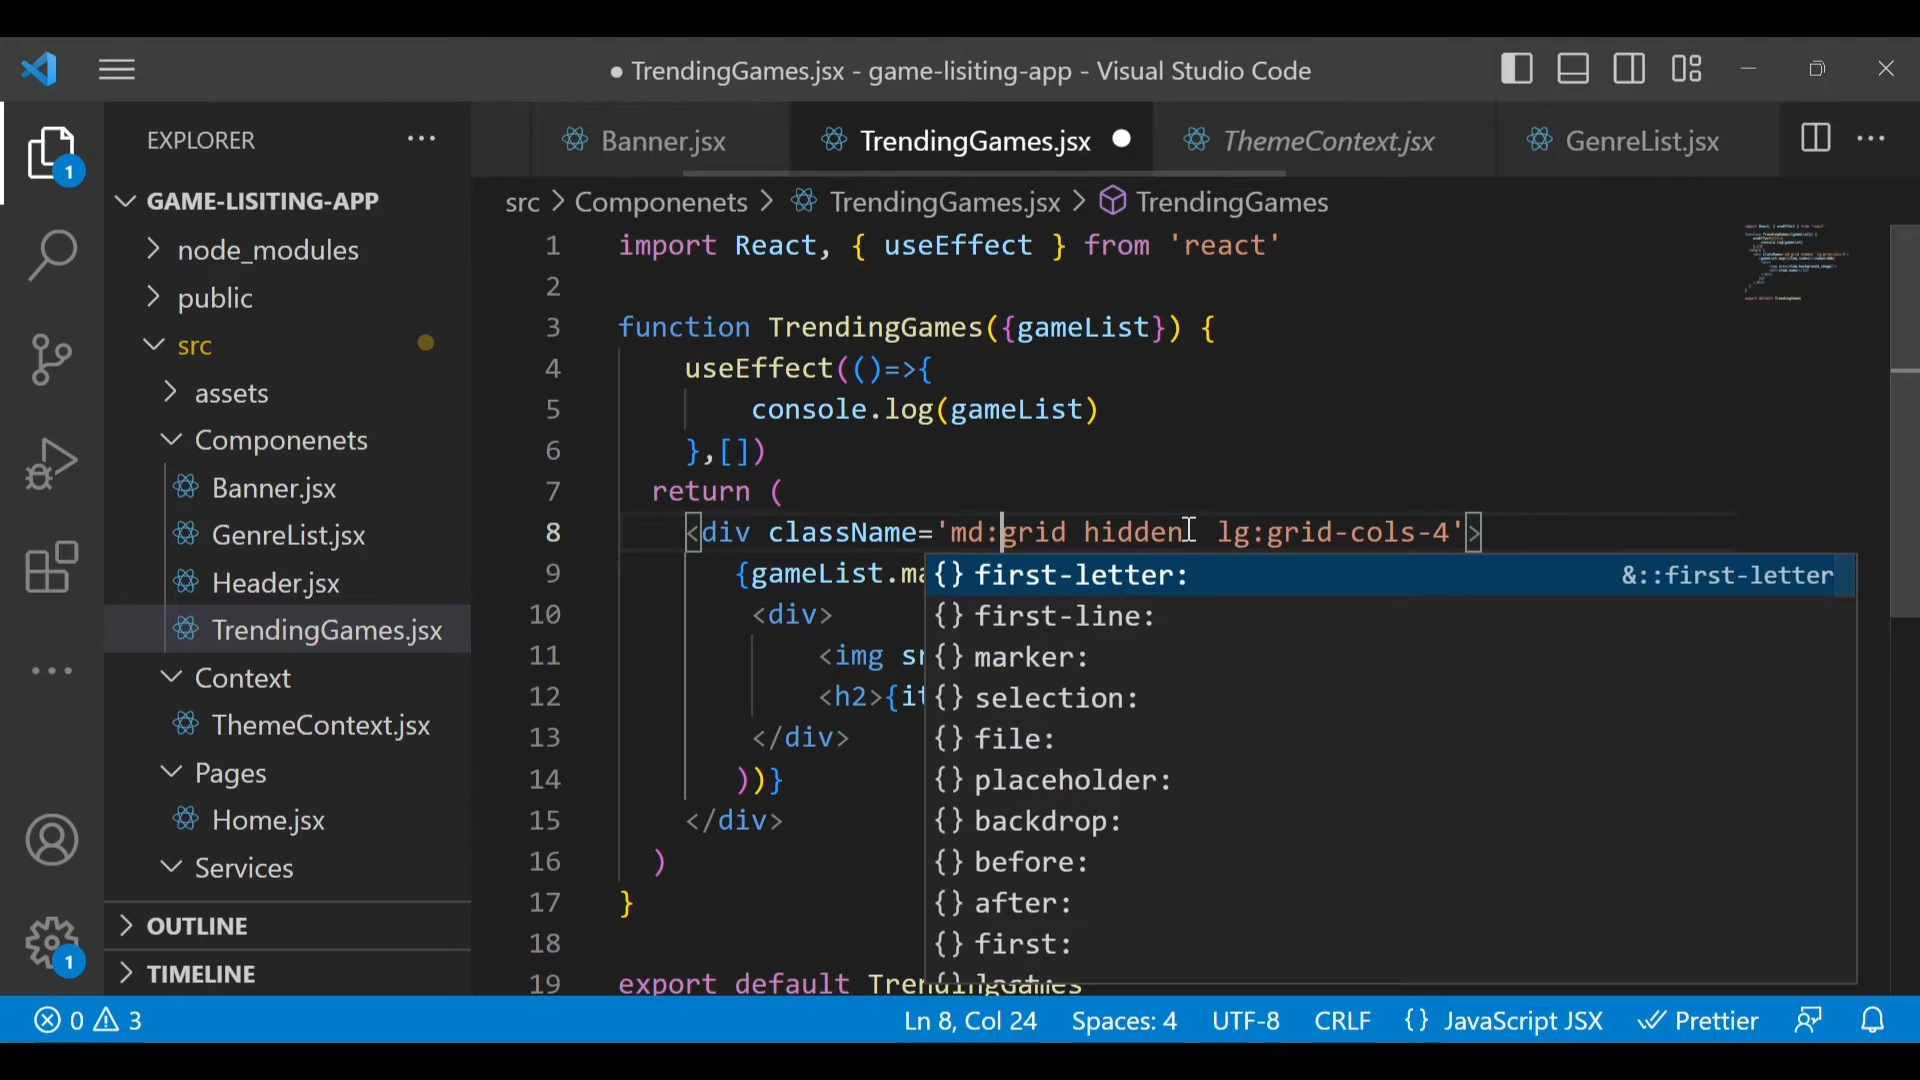 ● TrendingGames.jsx - game-lisiting-app - Visual Studio Code
EXPLORER
Banner.jsx
TrendingGames.jsx
ThemeContext.jsx
GenreList.jsx
1
GAME-LISITING-APP
node_modules
public
src
assets
Componenets
Banner.jsx
GenreList.jsx
Header.jsx
TrendingGames.jsx
Context
ThemeContext.jsx
Pages
Home.jsx
Services
OUTLINE
TIMELINE
1
src > Componenets > TrendingGames.jsx > TrendingGames
1 import React, { useEffect } from 'react'
2
3 function TrendingGames({gameList}) {
4 useEffect(()=>{
5 console.log(gameList)
6 },[])
7 return (
8 <div className='md:grid hidden lg:grid-cols-4'>
9 {gameList.ma
10 <div>
11 <img sr
12 <h2>{it
13 </div>
14 ))}
15 </div>
16 )
17 }
18
19 export default TrendingGames
{} first-letter: &::first-letter
{} first-line:
{} marker:
{} selection:
{} file:
{} placeholder:
{} backdrop:
{} before:
{} after:
{} first:
{} last:
0 3
Ln 8, Col 24 Spaces: 4 UTF-8 CRLF {} JavaScript JSX Prettier